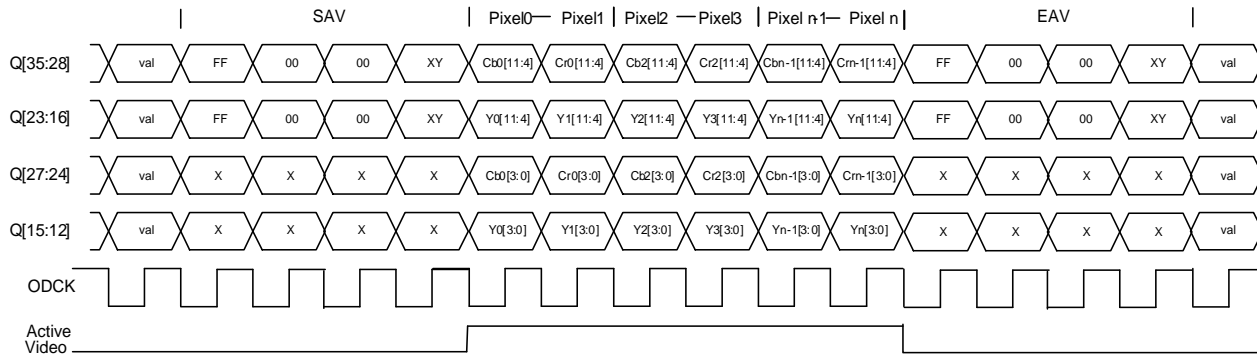 SAV Pixel0 Pixel1 Pixel2 Pixel3 Pixel n-1 Pixel n EAV
Q[35:28] val FF 00 00 XY Cb0[11:4] Cr0[11:4] Cb2[11:4] Cr2[11:4] Cbn-1[11:4] Crn-1[11:4] FF 00 00 XY val
Q[23:16] val FF 00 00 XY Y0[11:4] Y1[11:4] Y2[11:4] Y3[11:4] Yn-1[11:4] Yn[11:4] FF 00 00 XY val
Q[27:24] val X X X X Cb0[3:0] Cr0[3:0] Cb2[3:0] Cr2[3:0] Cbn-1[3:0] Crn-1[3:0] X X X X val
Q[15:12] val X X X X Y0[3:0] Y1[3:0] Y2[3:0] Y3[3:0] Yn-1[3:0] Yn[3:0] X X X X val
ODCK
Active
Video